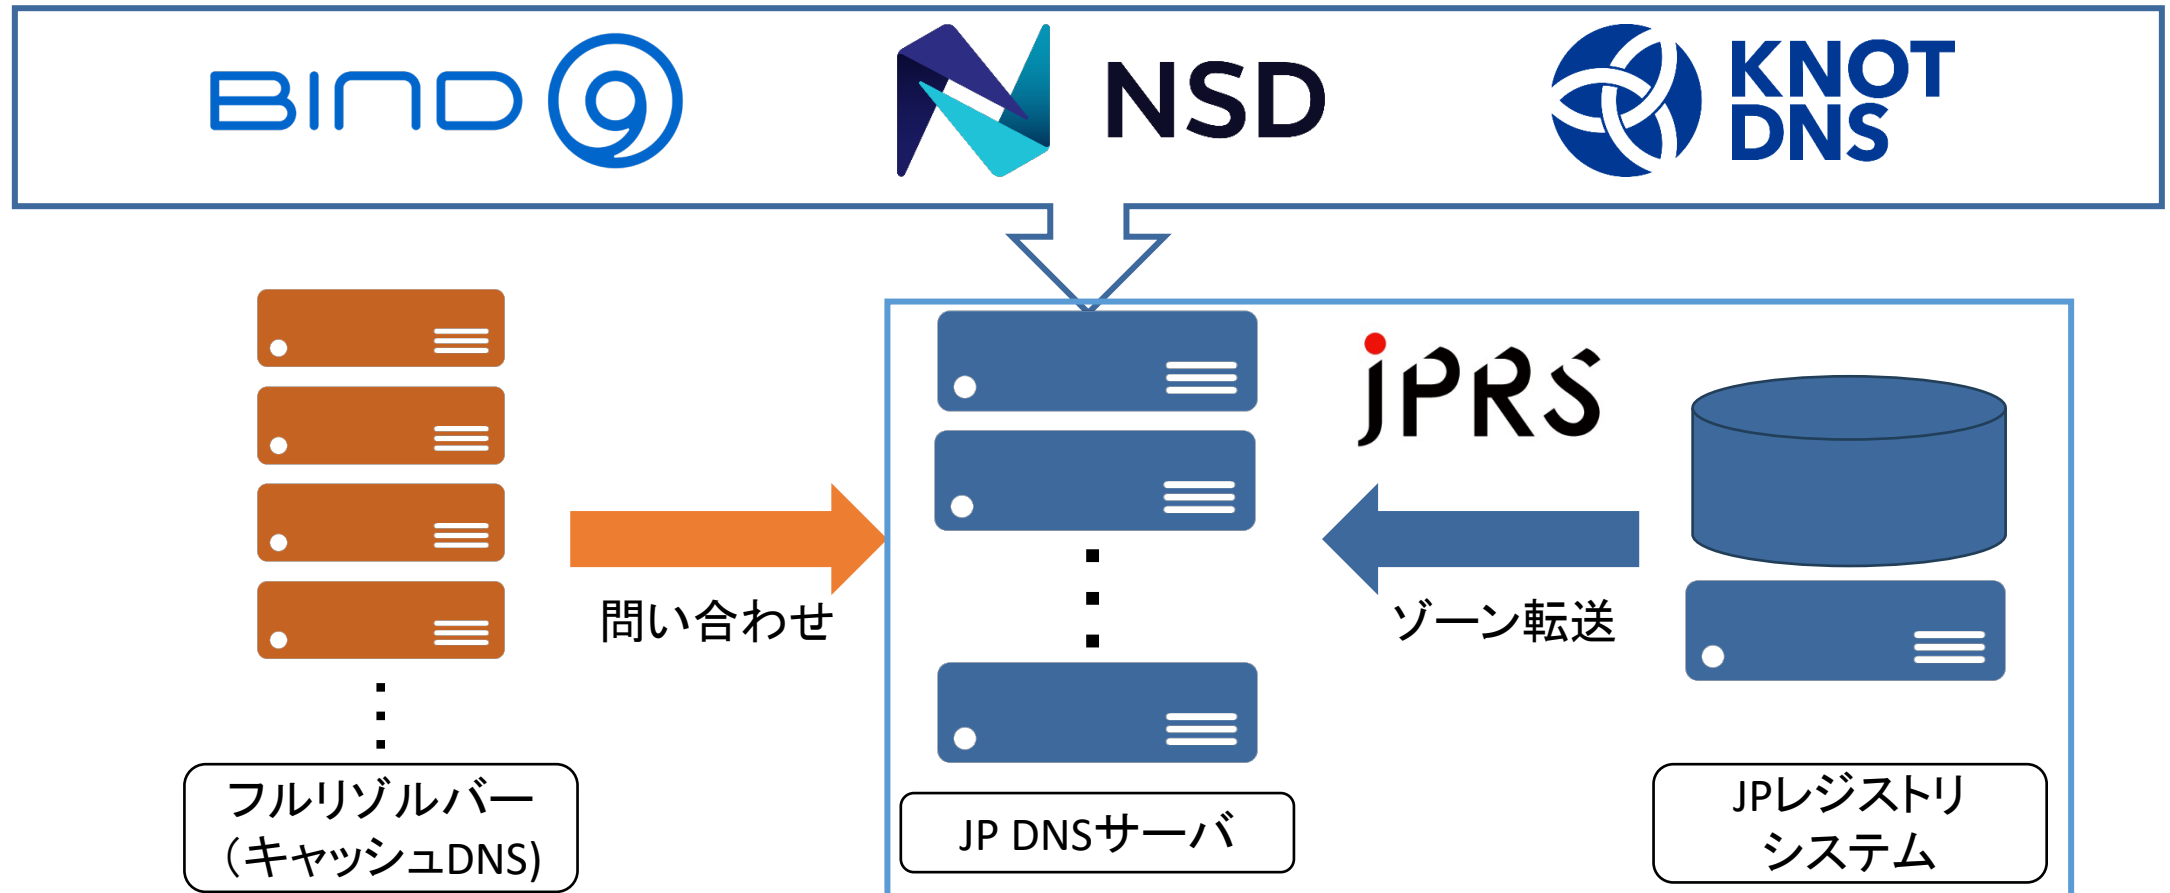 BIND 9
NSD
KNOT
DNS
JPRS
問い合わせ
ゾーン転送
フルリゾルバー
（キャッシュDNS)
JP DNSサーバ
JPレジストリ
システム